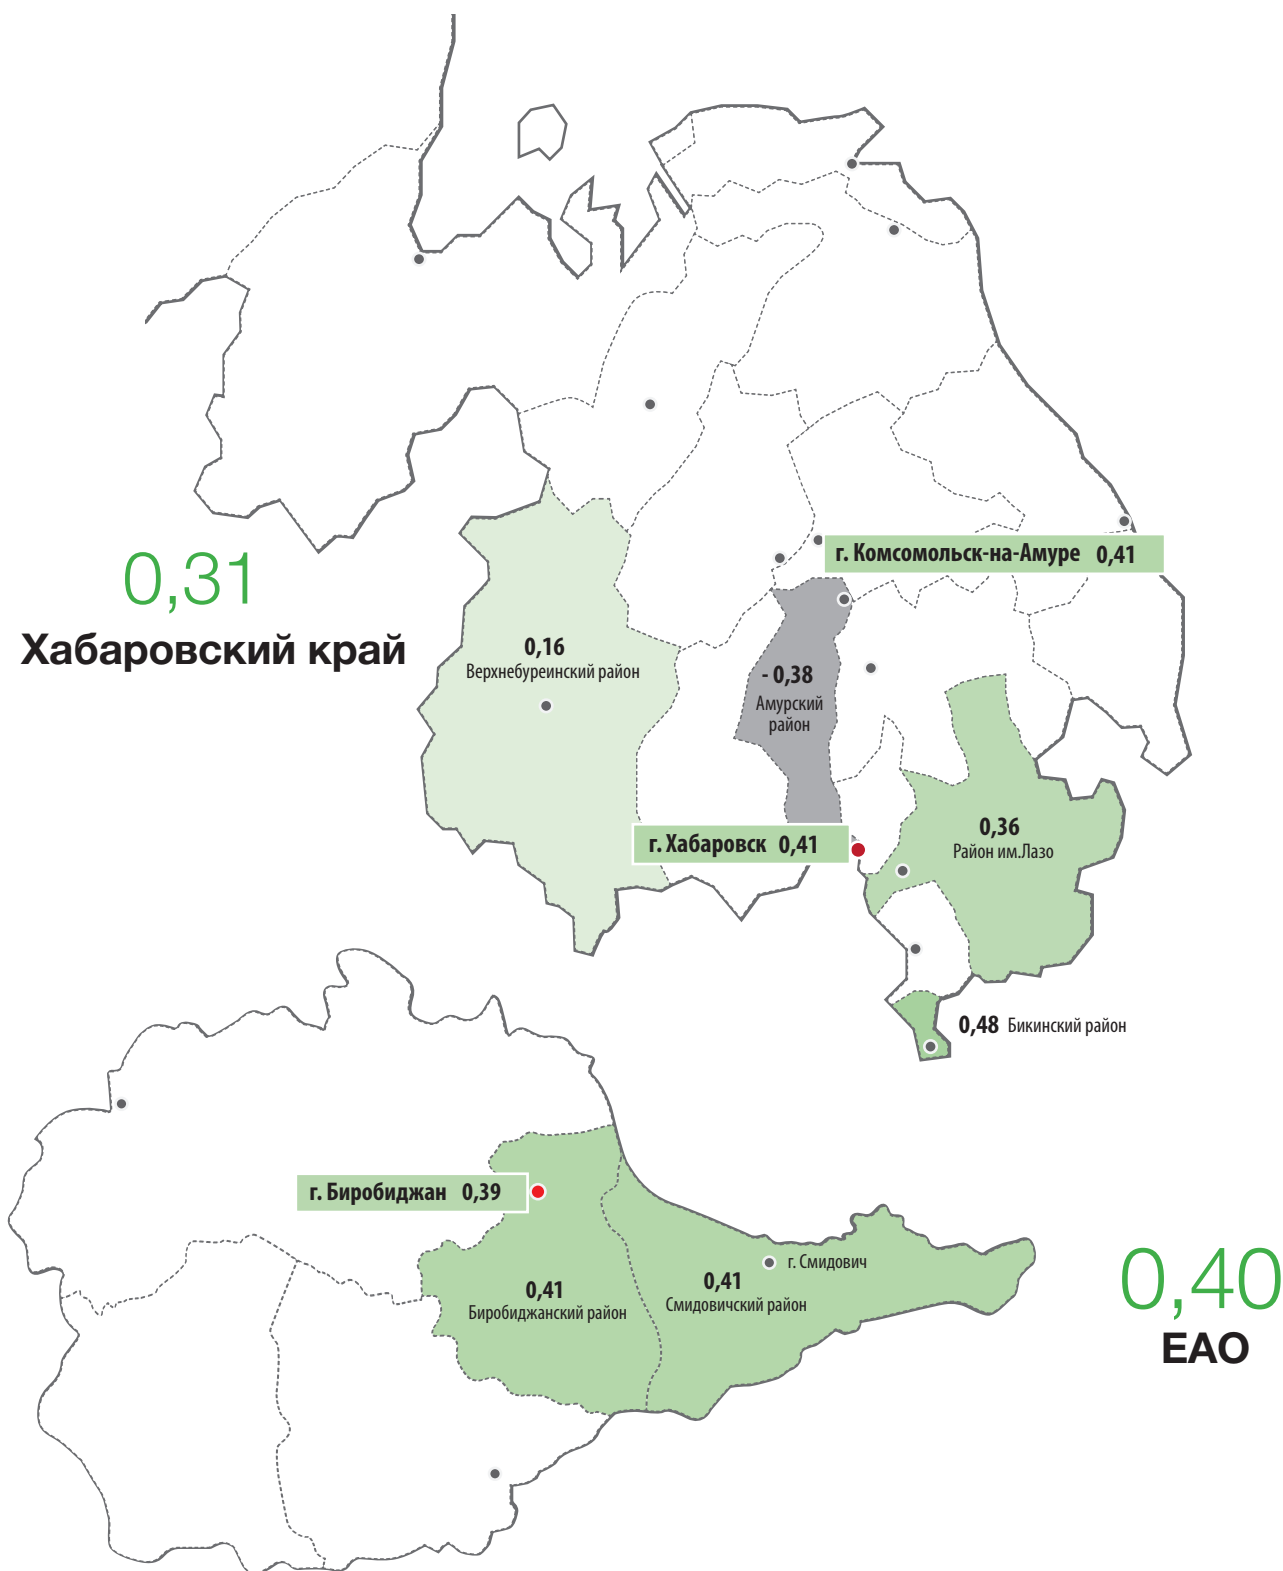 г. Комсомольск-на-Амуре 0,41
0,31
Хабаровский край
0,16
Верхнебуреинский район
- 0,38
Амурский
район
г. Хабаровск 0,41
0,36
Район им.Лазо
0,48 Бикинский район
г. Биробиджан 0,39
г. Смидович
0,41
Биробиджанский район
0,41
Смидовичский район
0,40
ЕАО